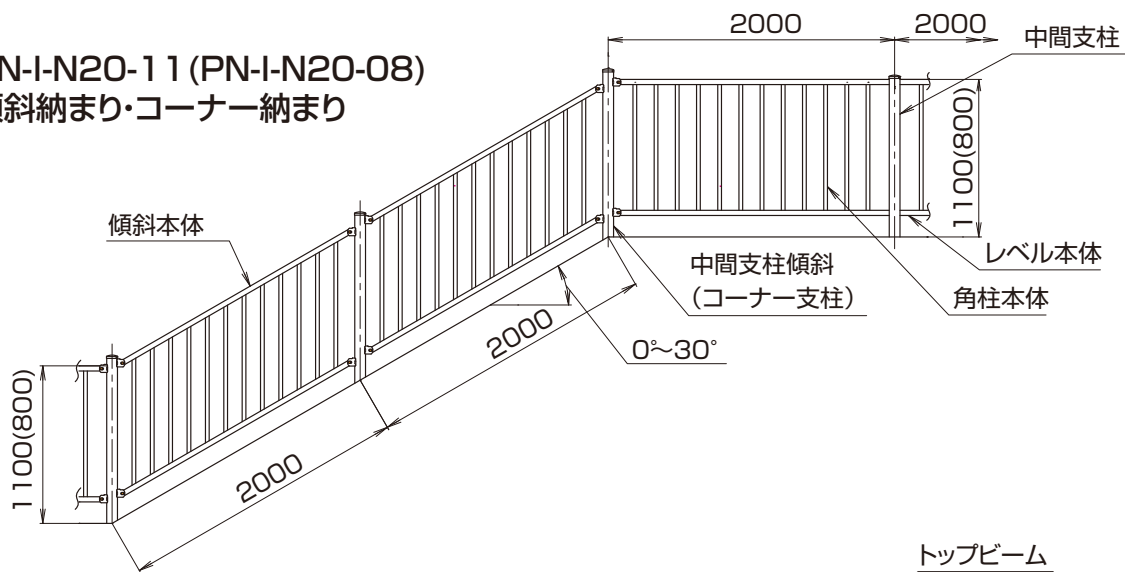 N-I-N20-11(PN-I-N20-08)
傾斜納まり・コーナー納まり
2000
2000
中間支柱
1100(800)
傾斜本体
レベル本体
中間支柱傾斜
(コーナー支柱)
角柱本体
0°～30°
2000
1100(800)
2000
トップビーム